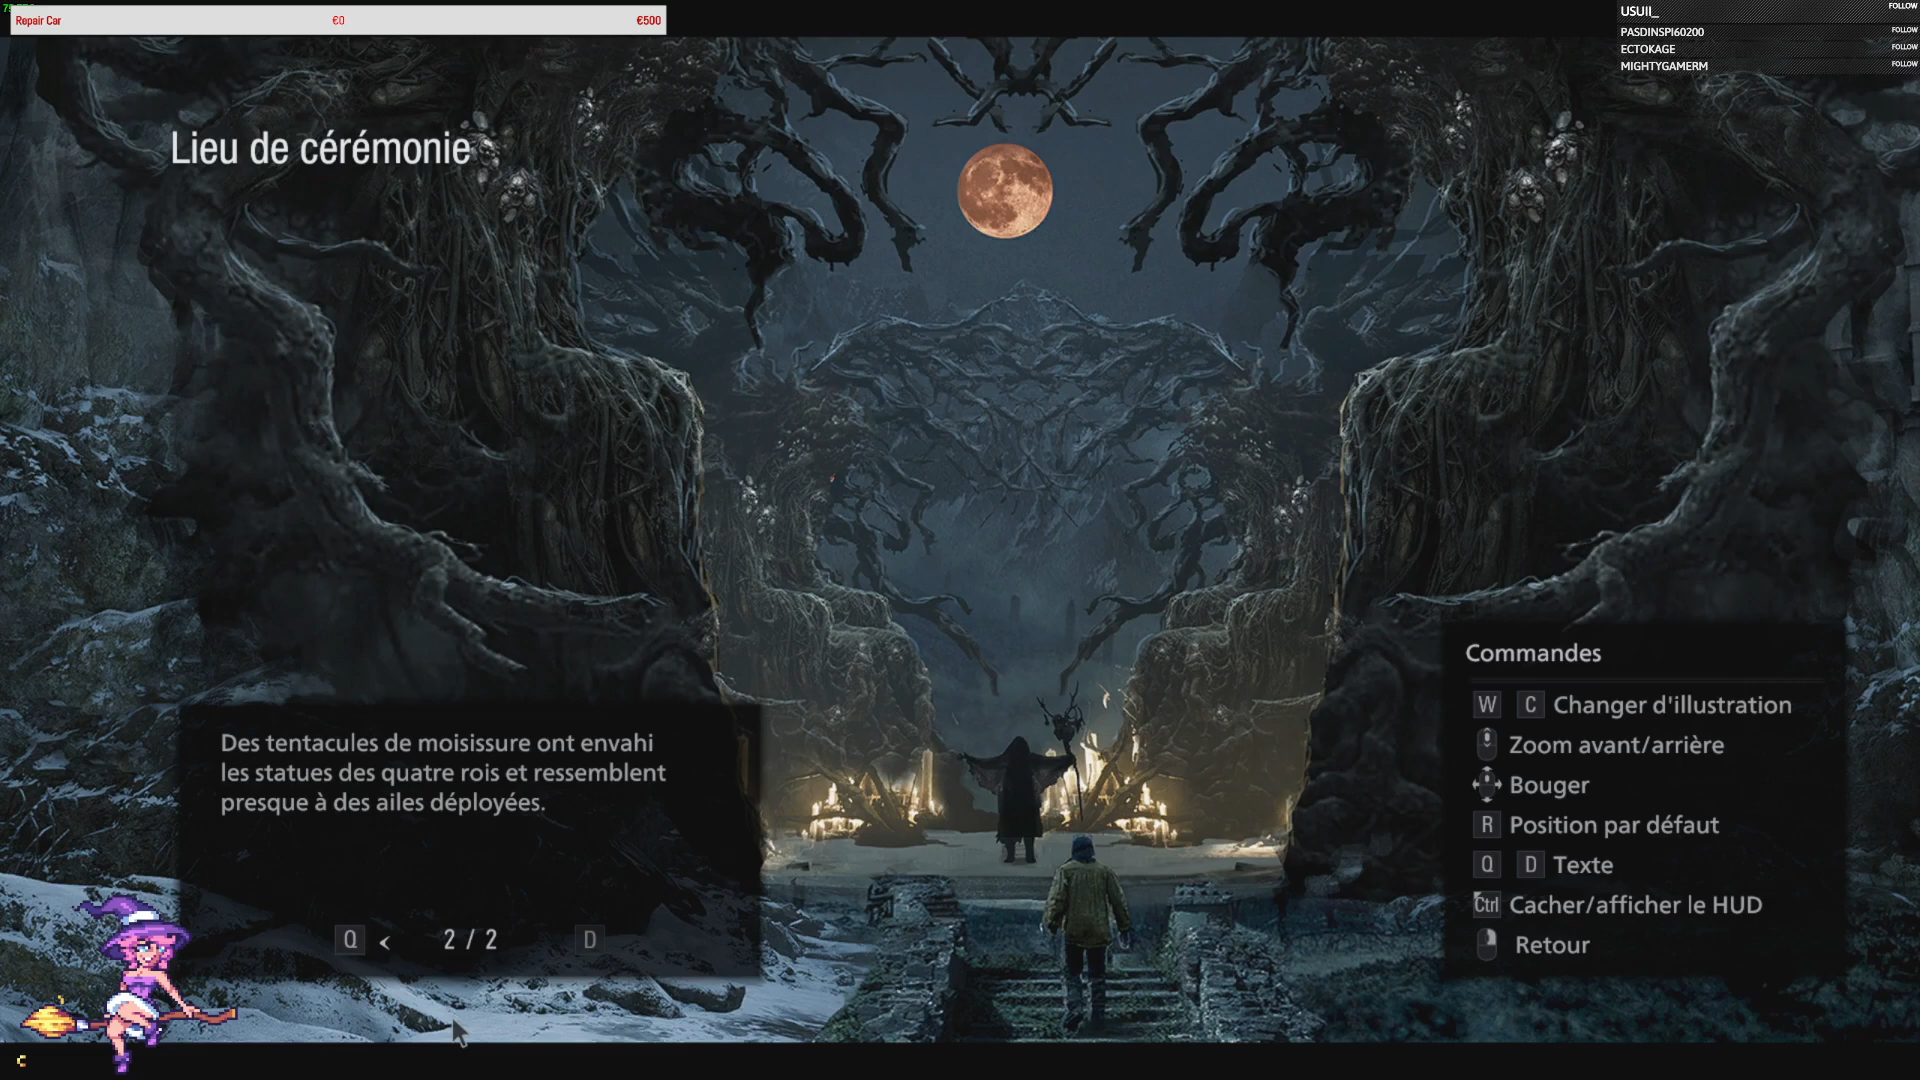 Repair Car €0 €500
USUII_ FOLLOW
PASDINSPI60200 FOLLOW
ECTOKAGE FOLLOW
MIGHTYGAMERM FOLLOW
Lieu de cérémonie
Des tentacules de moisissure ont envahi
les statues des quatre rois et ressemblent
presque à des ailes déployées.
Q < 2 / 2 D
Commandes
W C Changer d'illustration
Zoom avant/arrière
Bouger
R Position par défaut
Q D Texte
Ctrl Cacher/afficher le HUD
Retour
C